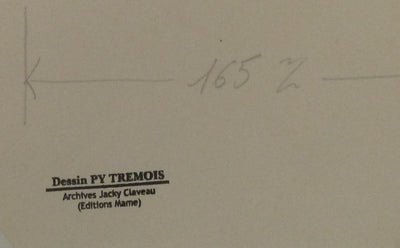 165 %
Dessin PY TREMOIS
Archives Jacky Claveau
(Editions Mame)